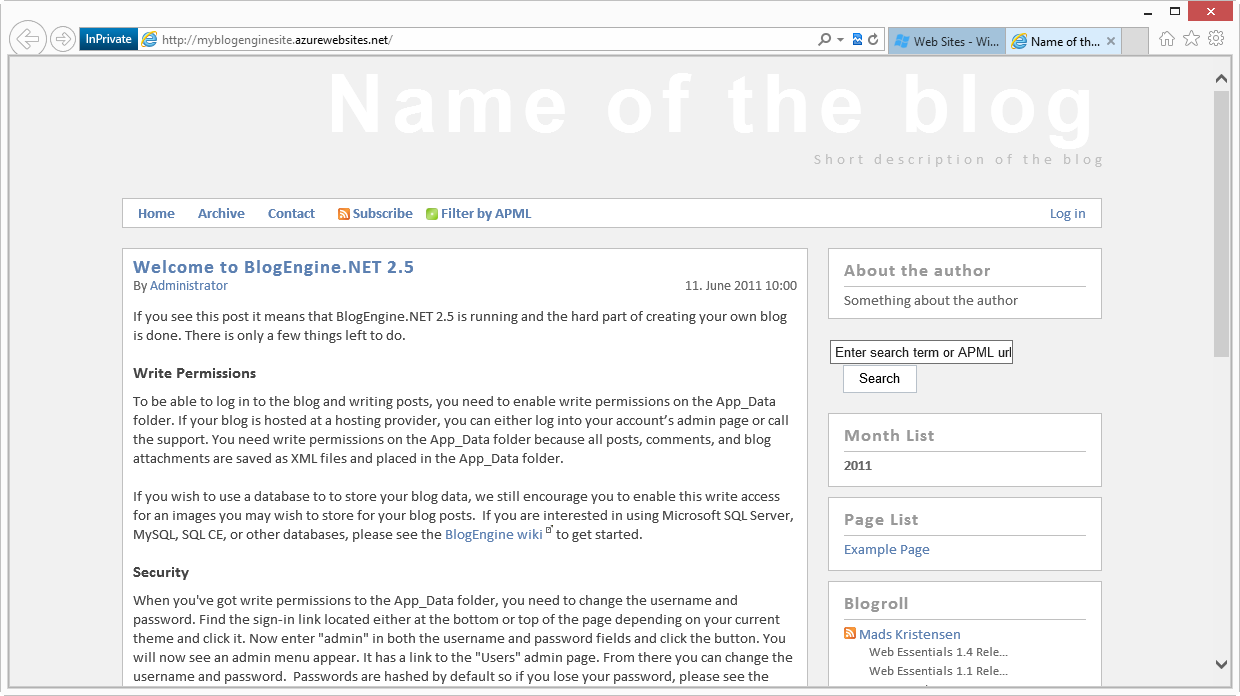 InPrivate
http://myblogenginesite.azurewebsites.net/
Web Sites - Wi...
Name of th...
Name of the blog
Short description of the blog
Home Archive Contact Subscribe Filter by APML Log in
Welcome to BlogEngine.NET 2.5
By Administrator 11. June 2011 10:00
If you see this post it means that BlogEngine.NET 2.5 is running and the hard part of creating your own blog
is done. There is only a few things left to do.
Write Permissions
To be able to log in to the blog and writing posts, you need to enable write permissions on the App_Data
folder. If your blog is hosted at a hosting provider, you can either log into your account’s admin page or call
the support. You need write permissions on the App_Data folder because all posts, comments, and blog
attachments are saved as XML files and placed in the App_Data folder.
If you wish to use a database to to store your blog data, we still encourage you to enable this write access
for an images you may wish to store for your blog posts.  If you are interested in using Microsoft SQL Server,
MySQL, SQL CE, or other databases, please see the BlogEngine wiki to get started.
Security
When you've got write permissions to the App_Data folder, you need to change the username and
password. Find the sign-in link located either at the bottom or top of the page depending on your current
theme and click it. Now enter "admin" in both the username and password fields and click the button. You
will now see an admin menu appear. It has a link to the "Users" admin page. From there you can change the
username and password.  Passwords are hashed by default so if you lose your password, please see the
About the author
Something about the author
Enter search term or APML url
Search
Month List
2011
Page List
Example Page
Blogroll
Mads Kristensen
Web Essentials 1.4 Rele...
Web Essentials 1.1 Rele...